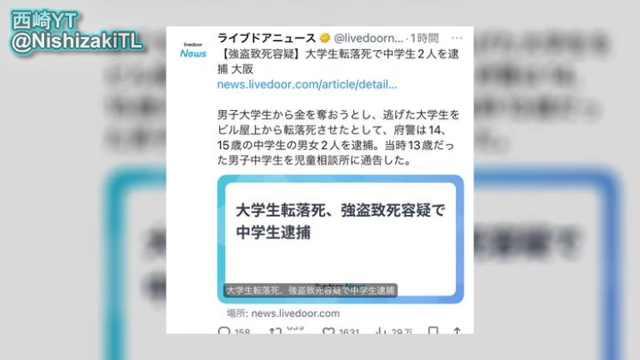 西崎YT
@NishizakiTL
ライブドアニュース @livedoorn... · 1時間
livedoor
News
【強盗致死容疑】大学生転落死で中学生2人を逮
捕 大阪
news.livedoor.com/article/detail...
男子大学生から金を奪おうとし、逃げた大学生を
ビル屋上から転落死させたとして、府警は14、
15歳の中学生の男女2人を逮捕。当時13歳だっ
た男子中学生を児童相談所に通告した。
大学生転落死、強盗致死容疑で
中学生逮捕
大学生転落死、強盗致死容疑で中学生逮捕
場所: news.livedoor.com
158 1631 29万